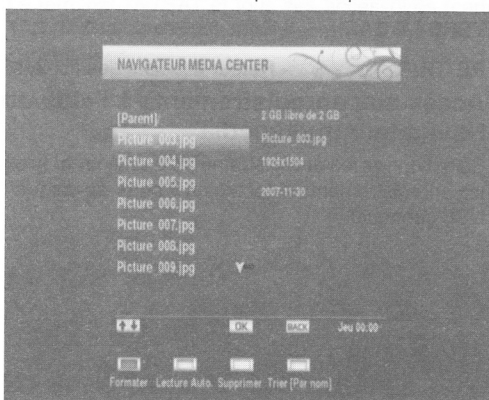 NAVIGATEUR MEDIA CENTER
[Parent]
2 GB libre de 2 GB
Picture_003.jpg
Picture_003.jpg
Picture_004.jpg
1924x1504
Picture_005.jpg
2007-11-20
Picture_006.jpg
Picture_007.jpg
Picture_008.jpg
Picture_009.jpg
OK
BACK
Jeu 00:00
Formater
Lecture Auto.
Supprimer
Trier [Par nom]